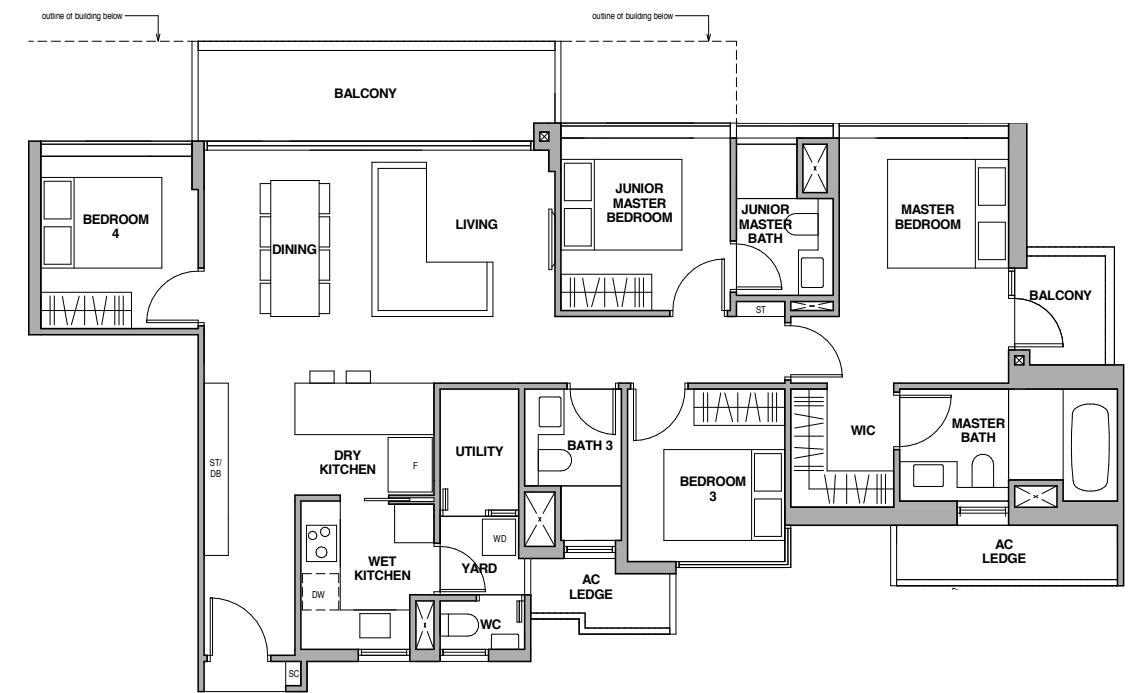 outline of building below
outline of building below
BALCONY
BEDROOM
4
DINING
LIVING
JUNIOR
MASTER
BEDROOM
JUNIOR
MASTER
BATH
MASTER
BEDROOM
BALCONY
ST
ST/
DB
DRY
KITCHEN
F
UTILITY
BATH 3
BEDROOM
3
WIC
MASTER
BATH
WD
WET
KITCHEN
YARD
DW
AC
LEDGE
AC
LEDGE
WC
SC